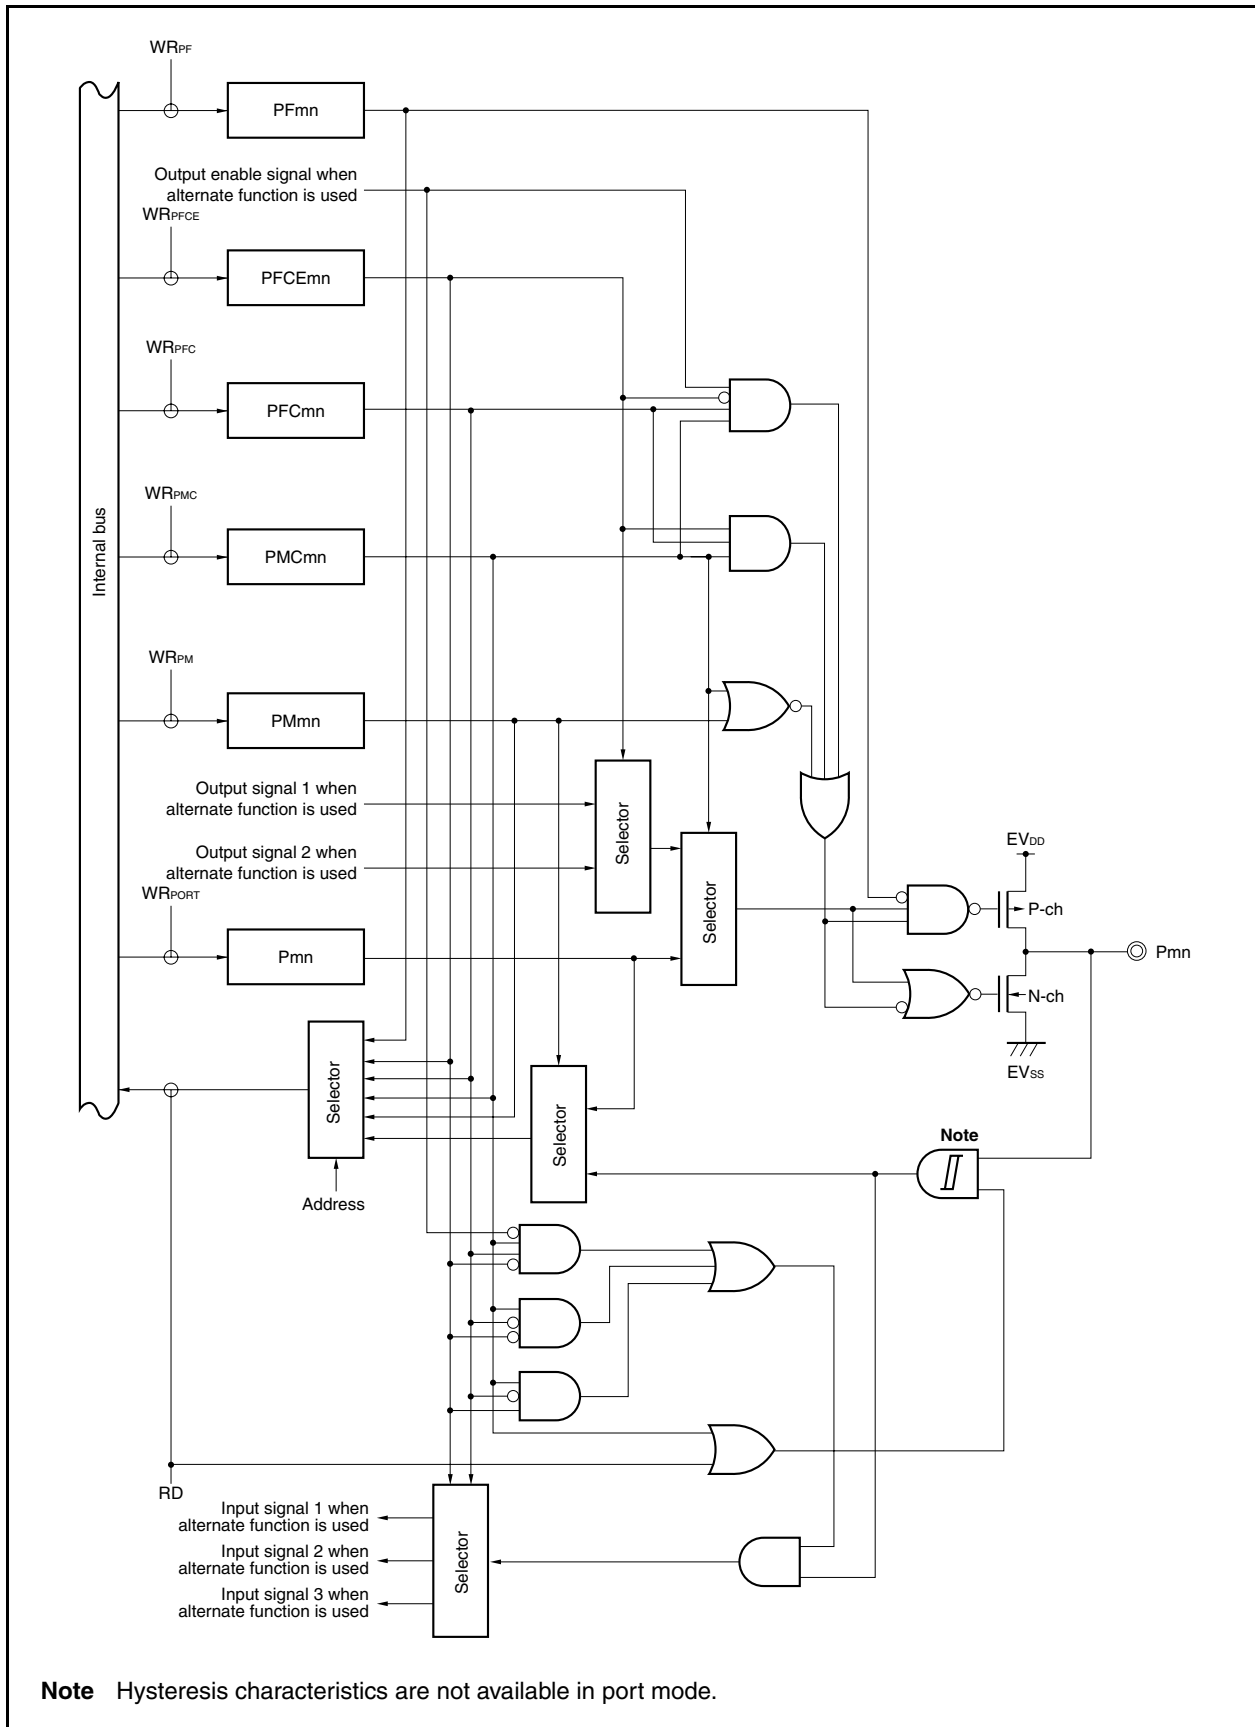 WRPF
PFmn
Output enable signal when
alternate function is used
WRPFCE
PFCEmn
WRPFC
PFCmn
WRPMC
PMCmn
Internal bus
WRPM
PMmn
Output signal 1 when
alternate function is used
Selector
Output signal 2 when
alternate function is used
Selector
EVDD
P-ch
WRPORT
Pmn
Pmn
N-ch
EVSS
Selector
Selector
Note
Address
RD
Input signal 1 when
alternate function is used
Input signal 2 when
alternate function is used
Input signal 3 when
alternate function is used
Selector
Note Hysteresis characteristics are not available in port mode.